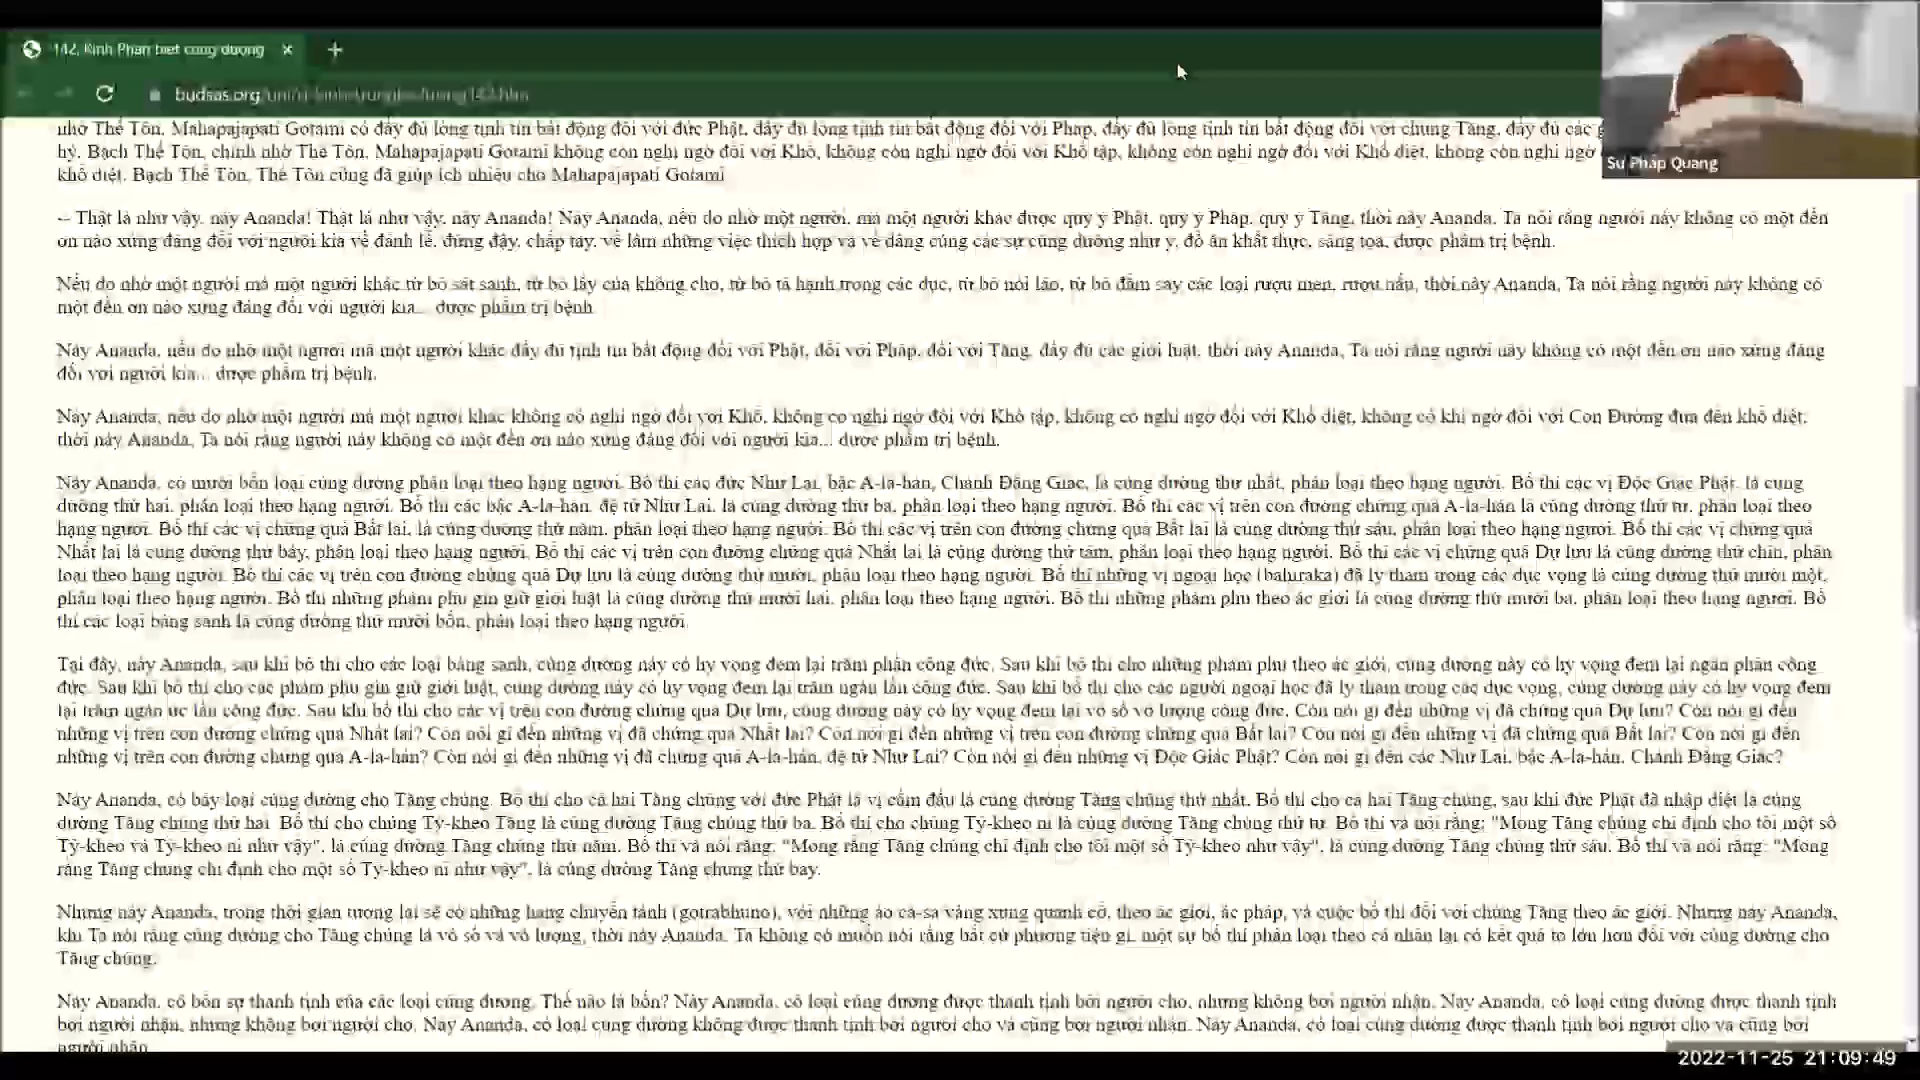 142. Kinh Phân biệt cúng dường
budsas.org
nhờ Thế Tôn, Mahapajapati Gotami có đầy đủ lòng tịnh tín bất động đối với đức Phật, đầy đủ lòng tịnh tín bất động đối với Pháp, đầy đủ lòng tịnh tín bất động đối với chúng Tăng, đầy đủ các g
hỷ. Bạch Thế Tôn, chính nhờ Thế Tôn, Mahapajapati Gotami không còn nghi ngờ đối với Khổ, không còn nghi ngờ đối với Khổ tập, không còn nghi ngờ đối với Khổ diệt, không còn nghi ngờ
khổ diệt. Bạch Thế Tôn, Thế Tôn cũng đã giúp ích nhiều cho Mahapajapati Gotami
Sư Pháp Quang
-- Thật là như vậy, này Ananda! Thật là như vậy, này Ananda! Này Ananda, nếu do nhờ một người, mà một người khác được quy y Phật, quy y Pháp, quy y Tăng, thời này Ananda, Ta nói rằng người này không có một đền
ơn nào xứng đáng đối với người kia về đảnh lễ, đứng dậy, chắp tay, về làm những việc thích hợp và về dâng cúng các sự cúng dường như y, đồ ăn khất thực, sàng tọa, dược phẩm trị bệnh.
Nếu do nhờ một người mà một người khác từ bỏ sát sanh, từ bỏ lấy của không cho, từ bỏ tà hạnh trong các dục, từ bỏ nói láo, từ bỏ đắm say các loại rượu men, rượu nấu, thời này Ananda, Ta nói rằng người này không có
một đền ơn nào xứng đáng đối với người kia... dược phẩm trị bệnh
Này Ananda, nếu do nhờ một người mà một người khác đầy đủ tịnh tín bất động đối với Phật, đối với Pháp, đối với Tăng, đầy đủ các giới luật, thời này Ananda, Ta nói rằng người này không có một đền ơn nào xứng đáng
đối với người kia... dược phẩm trị bệnh.
Này Ananda, nếu do nhờ một người mà một người khác không có nghi ngờ đối với Khổ, không có nghi ngờ đối với Khổ tập, không có nghi ngờ đối với Khổ diệt, không có khi ngờ đối với Con Đường đưa đến khổ diệt,
thời này Ananda, Ta nói rằng người này không có một đền ơn nào xứng đáng đối với người kia... dược phẩm trị bệnh.
Này Ananda, có mười bốn loại cúng dường phân loại theo hạng người. Bố thí các đức Như Lai, bậc A-la-hán, Chánh Đẳng Giác, là cúng dường thứ nhất, phân loại theo hạng người. Bố thí các vị Độc Giác Phật, là cúng
dường thứ hai, phân loại theo hạng người. Bố thí các bậc A-la-hán, đệ tử Như Lai, là cúng dường thứ ba, phân loại theo hạng người. Bố thí các vị trên con đường chứng quả A-la-hán là cúng dường thứ tư, phân loại theo
hạng người. Bố thí các vị chứng quả Bất lai, là cúng dường thứ năm, phân loại theo hạng người. Bố thí các vị trên con đường chứng quả Bất lai là cúng dường thứ sáu, phân loại theo hạng người. Bố thí các vị chứng quả
Nhất lai là cúng dường thứ bảy, phân loại theo hạng người. Bố thí các vị trên con đường chứng quả Nhất lai là cúng dường thứ tám, phân loại theo hạng người. Bố thí các vị chứng quả Dự lưu là cúng dường thứ chín, phân
loại theo hạng người. Bố thí các vị trên con đường chứng quả Dự lưu là cúng dường thứ mười, phân loại theo hạng người. Bố thí những vị ngoại học (bahiraka) đã ly tham trong các dục vọng là cúng dường thứ mười một,
phân loại theo hạng người. Bố thí những phàm phu gìn giữ giới luật là cúng dường thứ mười hai, phân loại theo hạng người. Bố thí những phàm phu theo ác giới là cúng dường thứ mười ba, phân loại theo hạng người. Bố
thí các loại bàng sanh là cúng dường thứ mười bốn, phân loại theo hạng người
Tại đây, này Ananda, sau khi bố thí cho các loại bàng sanh, cúng dường này có hy vọng đem lại trăm phần công đức. Sau khi bố thí cho những phàm phu theo ác giới, cúng dường này có hy vọng đem lại ngàn phần công
đức. Sau khi bố thí cho các phàm phu gìn giữ giới luật, cúng dường này có hy vọng đem lại trăm ngàn lần công đức. Sau khi bố thí cho các người ngoại học đã ly tham trong các dục vọng, cúng dường này có hy vọng đem
lại trăm ngàn ức lần công đức. Sau khi bố thí cho các vị trên con đường chứng quả Dự lưu, cúng dường này có hy vọng đem lại vô số vô lượng công đức. Còn nói gì đến những vị đã chứng quả Dự lưu? Còn nói gì đến
những vị trên con đường chứng quả Nhất lai? Còn nói gì đến những vị đã chứng quả Nhất lai? Còn nói gì đến những vị trên con đường chứng quả Bất lai? Còn nói gì đến những vị đã chứng quả Bất lai? Còn nói gì đến
những vị trên con đường chứng quả A-la-hán? Còn nói gì đến những vị đã chứng quả A-la-hán, đệ tử Như Lai? Còn nói gì đến những vị Độc Giác Phật? Còn nói gì đến các Như Lai, bậc A-la-hán, Chánh Đẳng Giác?
Này Ananda, có bảy loại cúng dường cho Tăng chúng. Bố thí cho cả hai Tăng chúng với đức Phật là vị cầm đầu là cúng dường Tăng chúng thứ nhất. Bố thí cho cả hai Tăng chúng, sau khi đức Phật đã nhập diệt là cúng
dường Tăng chúng thứ hai. Bố thí cho chúng Tỷ-kheo Tăng là cúng dường Tăng chúng thứ ba. Bố thí cho chúng Tỷ-kheo ni là cúng dường Tăng chúng thứ tư. Bố thí và nói rằng: "Mong Tăng chúng chỉ định cho tôi một số
Tỷ-kheo và Tỷ-kheo ni như vậy", là cúng dường Tăng chúng thứ năm. Bố thí và nói rằng: "Mong rằng Tăng chúng chỉ định cho tôi một số Tỷ-kheo như vậy", là cúng dường Tăng chúng thứ sáu. Bố thí và nói rằng: "Mong
rằng Tăng chúng chỉ định cho một số Tỷ-kheo ni như vậy", là cúng dường Tăng chúng thứ bảy.
Nhưng này Ananda, trong thời gian tương lai sẽ có những hạng chuyển tánh (gotrabhuno), với những áo cà-sa vàng xung quanh cổ, theo ác giới, ác pháp, và cuộc bố thí đối với chúng Tăng theo ác giới. Nhưng này Ananda,
khi Ta nói rằng cúng dường cho Tăng chúng là vô số và vô lượng, thời này Ananda, Ta không có muốn nói rằng bất cứ phương tiện gì, một sự bố thí phân loại theo cá nhân lại có kết quả to lớn hơn đối với cúng dường cho
Tăng chúng.
Này Ananda, có bốn sự thanh tịnh của các loại cúng dường. Thế nào là bốn? Này Ananda, có loại cúng dường được thanh tịnh bởi người cho, nhưng không bởi người nhận. Này Ananda, có loại cúng dường được thanh tịnh
bởi người nhận, nhưng không bởi người cho. Này Ananda, có loại cúng dường không được thanh tịnh bởi người cho và cũng bởi người nhận. Này Ananda, có loại cúng dường được thanh tịnh bởi người cho và cũng bởi
người nhận
2022-11-25 21:09:49